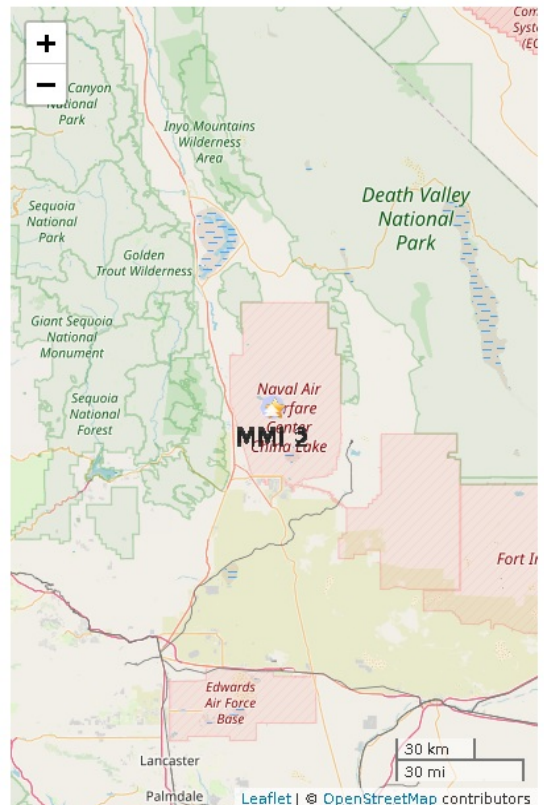 +
−
Canyon
National
Park
Inyo Mountains
Wilderness
Area
Death Valley
National
Park
Sequoia
National
Park
Golden
Trout Wilderness
Giant Sequoia
National
Monument
Sequoia
National
Forest
Naval Air
Center
China Lake
MMI 2
Fort
Edwards
Air Force
Base
Lancaster
Palmdale
30 km
30 mi
Leaflet | © OpenStreetMap contributors